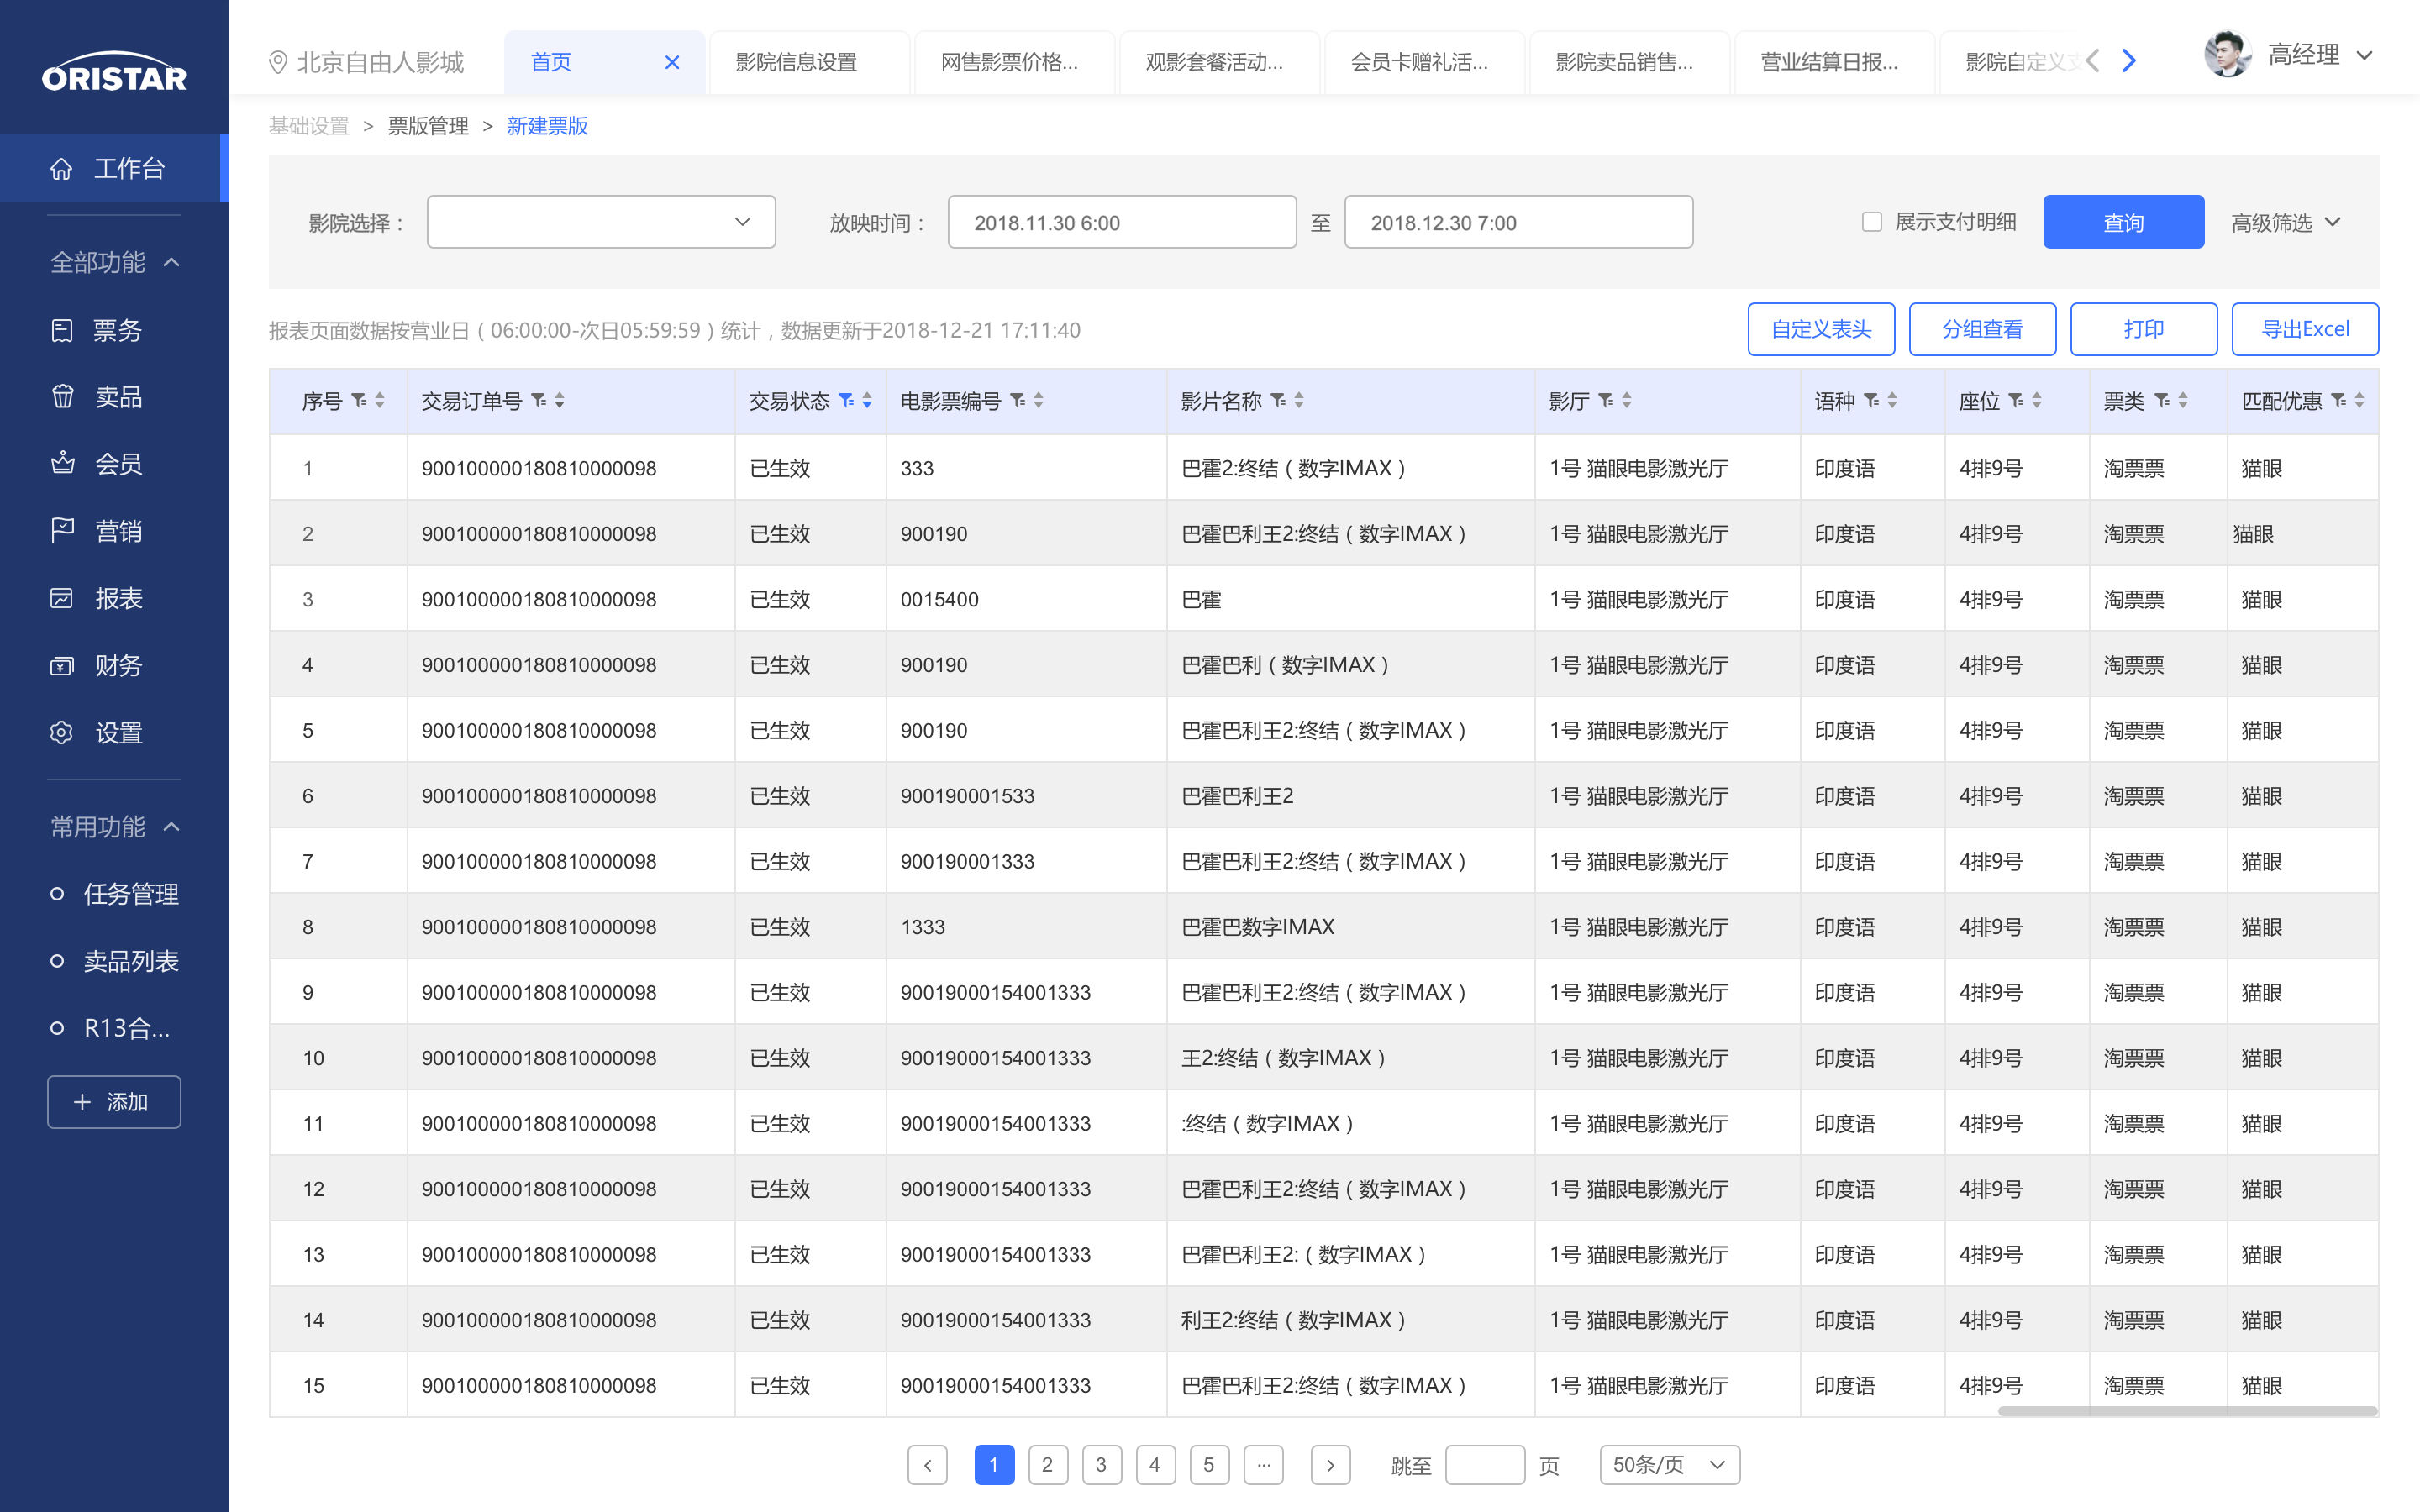 ORISTAR
北京自由人影城 首页 影院信息设置 网售影票价格... 观影套餐活动... 会员卡赠礼活... 影院卖品销售... 营业结算日报... 影院自定义支 高经理
基础设置 > 票版管理 > 新建票版
工作台
全部功能
票务
卖品
会员
营销
报表
财务
设置
常用功能
任务管理
卖品列表
R13合...
+ 添加
影院选择： 放映时间： 2018.11.30 6:00 至 2018.12.30 7:00 展示支付明细 查询 高级筛选
报表页面数据按营业日（06:00:00-次日05:59:59）统计，数据更新于2018-12-21 17:11:40 自定义表头 分组查看 打印 导出Excel
序号 交易订单号 交易状态 电影票编号 影片名称 影厅 语种 座位 票类 匹配优惠
1 900100000180810000098 已生效 333 巴霍2:终结（数字IMAX） 1号 猫眼电影激光厅 印度语 4排9号 淘票票 猫眼
2 900100000180810000098 已生效 900190 巴霍巴利王2:终结（数字IMAX） 1号 猫眼电影激光厅 印度语 4排9号 淘票票 猫眼
3 900100000180810000098 已生效 0015400 巴霍 1号 猫眼电影激光厅 印度语 4排9号 淘票票 猫眼
4 900100000180810000098 已生效 900190 巴霍巴利（数字IMAX） 1号 猫眼电影激光厅 印度语 4排9号 淘票票 猫眼
5 900100000180810000098 已生效 900190 巴霍巴利王2:终结（数字IMAX） 1号 猫眼电影激光厅 印度语 4排9号 淘票票 猫眼
6 900100000180810000098 已生效 900190001533 巴霍巴利王2 1号 猫眼电影激光厅 印度语 4排9号 淘票票 猫眼
7 900100000180810000098 已生效 900190001333 巴霍巴利王2:终结（数字IMAX） 1号 猫眼电影激光厅 印度语 4排9号 淘票票 猫眼
8 900100000180810000098 已生效 1333 巴霍巴数字IMAX 1号 猫眼电影激光厅 印度语 4排9号 淘票票 猫眼
9 900100000180810000098 已生效 90019000154001333 巴霍巴利王2:终结（数字IMAX） 1号 猫眼电影激光厅 印度语 4排9号 淘票票 猫眼
10 900100000180810000098 已生效 90019000154001333 王2:终结（数字IMAX） 1号 猫眼电影激光厅 印度语 4排9号 淘票票 猫眼
11 900100000180810000098 已生效 90019000154001333 :终结（数字IMAX） 1号 猫眼电影激光厅 印度语 4排9号 淘票票 猫眼
12 900100000180810000098 已生效 90019000154001333 巴霍巴利王2:终结（数字IMAX） 1号 猫眼电影激光厅 印度语 4排9号 淘票票 猫眼
13 900100000180810000098 已生效 90019000154001333 巴霍巴利王2:（数字IMAX） 1号 猫眼电影激光厅 印度语 4排9号 淘票票 猫眼
14 900100000180810000098 已生效 90019000154001333 利王2:终结（数字IMAX） 1号 猫眼电影激光厅 印度语 4排9号 淘票票 猫眼
15 900100000180810000098 已生效 90019000154001333 巴霍巴利王2:终结（数字IMAX） 1号 猫眼电影激光厅 印度语 4排9号 淘票票 猫眼
< 1 2 3 4 5 ... > 跳至 页 50条/页